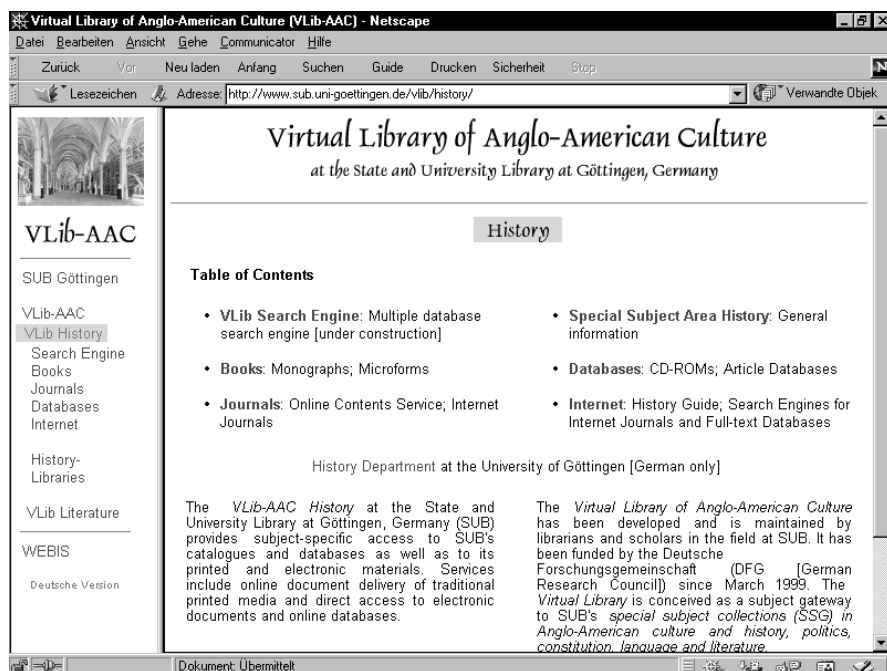 Virtual Library of Anglo-American Culture (VLib-AAC) - Netscape
Datei Bearbeiten Ansicht Gehe Communicator Hilfe
Zurück Vor Neu laden Anfang Suchen Guide Drucken Sicherheit Stop
N
Lesezeichen Adresse: http://www.sub.uni-goettingen.de/vlib/history/ Verwandte Objek
Virtual Library of Anglo-American Culture
at the State and University Library at Göttingen, Germany
VLib-AAC
SUB Göttingen
VLib-AAC
VLib History
Search Engine
Books
Journals
Databases
Internet
History-
Libraries
VLib Literature
WEBIS
Deutsche Version
History
Table of Contents
• VLib Search Engine: Multiple database
search engine [under construction]
• Books: Monographs; Microforms
• Journals: Online Contents Service; Internet
Journals
• Special Subject Area History: General
information
• Databases: CD-ROMs; Article Databases
• Internet: History Guide; Search Engines for
Internet Journals and Full-text Databases
History Department at the University of Göttingen [German only]
The VLib-AAC History at the State and
University Library at Göttingen, Germany (SUB)
provides subject-specific access to SUB's
catalogues and databases as well as to its
printed and electronic materials. Services
include online document delivery of traditional
printed media and direct access to electronic
documents and online databases.
The Virtual Library of Anglo-American Culture
has been developed and is maintained by
librarians and scholars in the field at SUB. It has
been funded by the Deutsche
Forschungsgemeinschaft (DFG [German
Research Council]) since March 1999. The
Virtual Library is conceived as a subject gateway
to SUB's special subject collections (SSG) in
Anglo-American culture and history, politics,
constitution, language and literature.
Dokument: Übermittelt